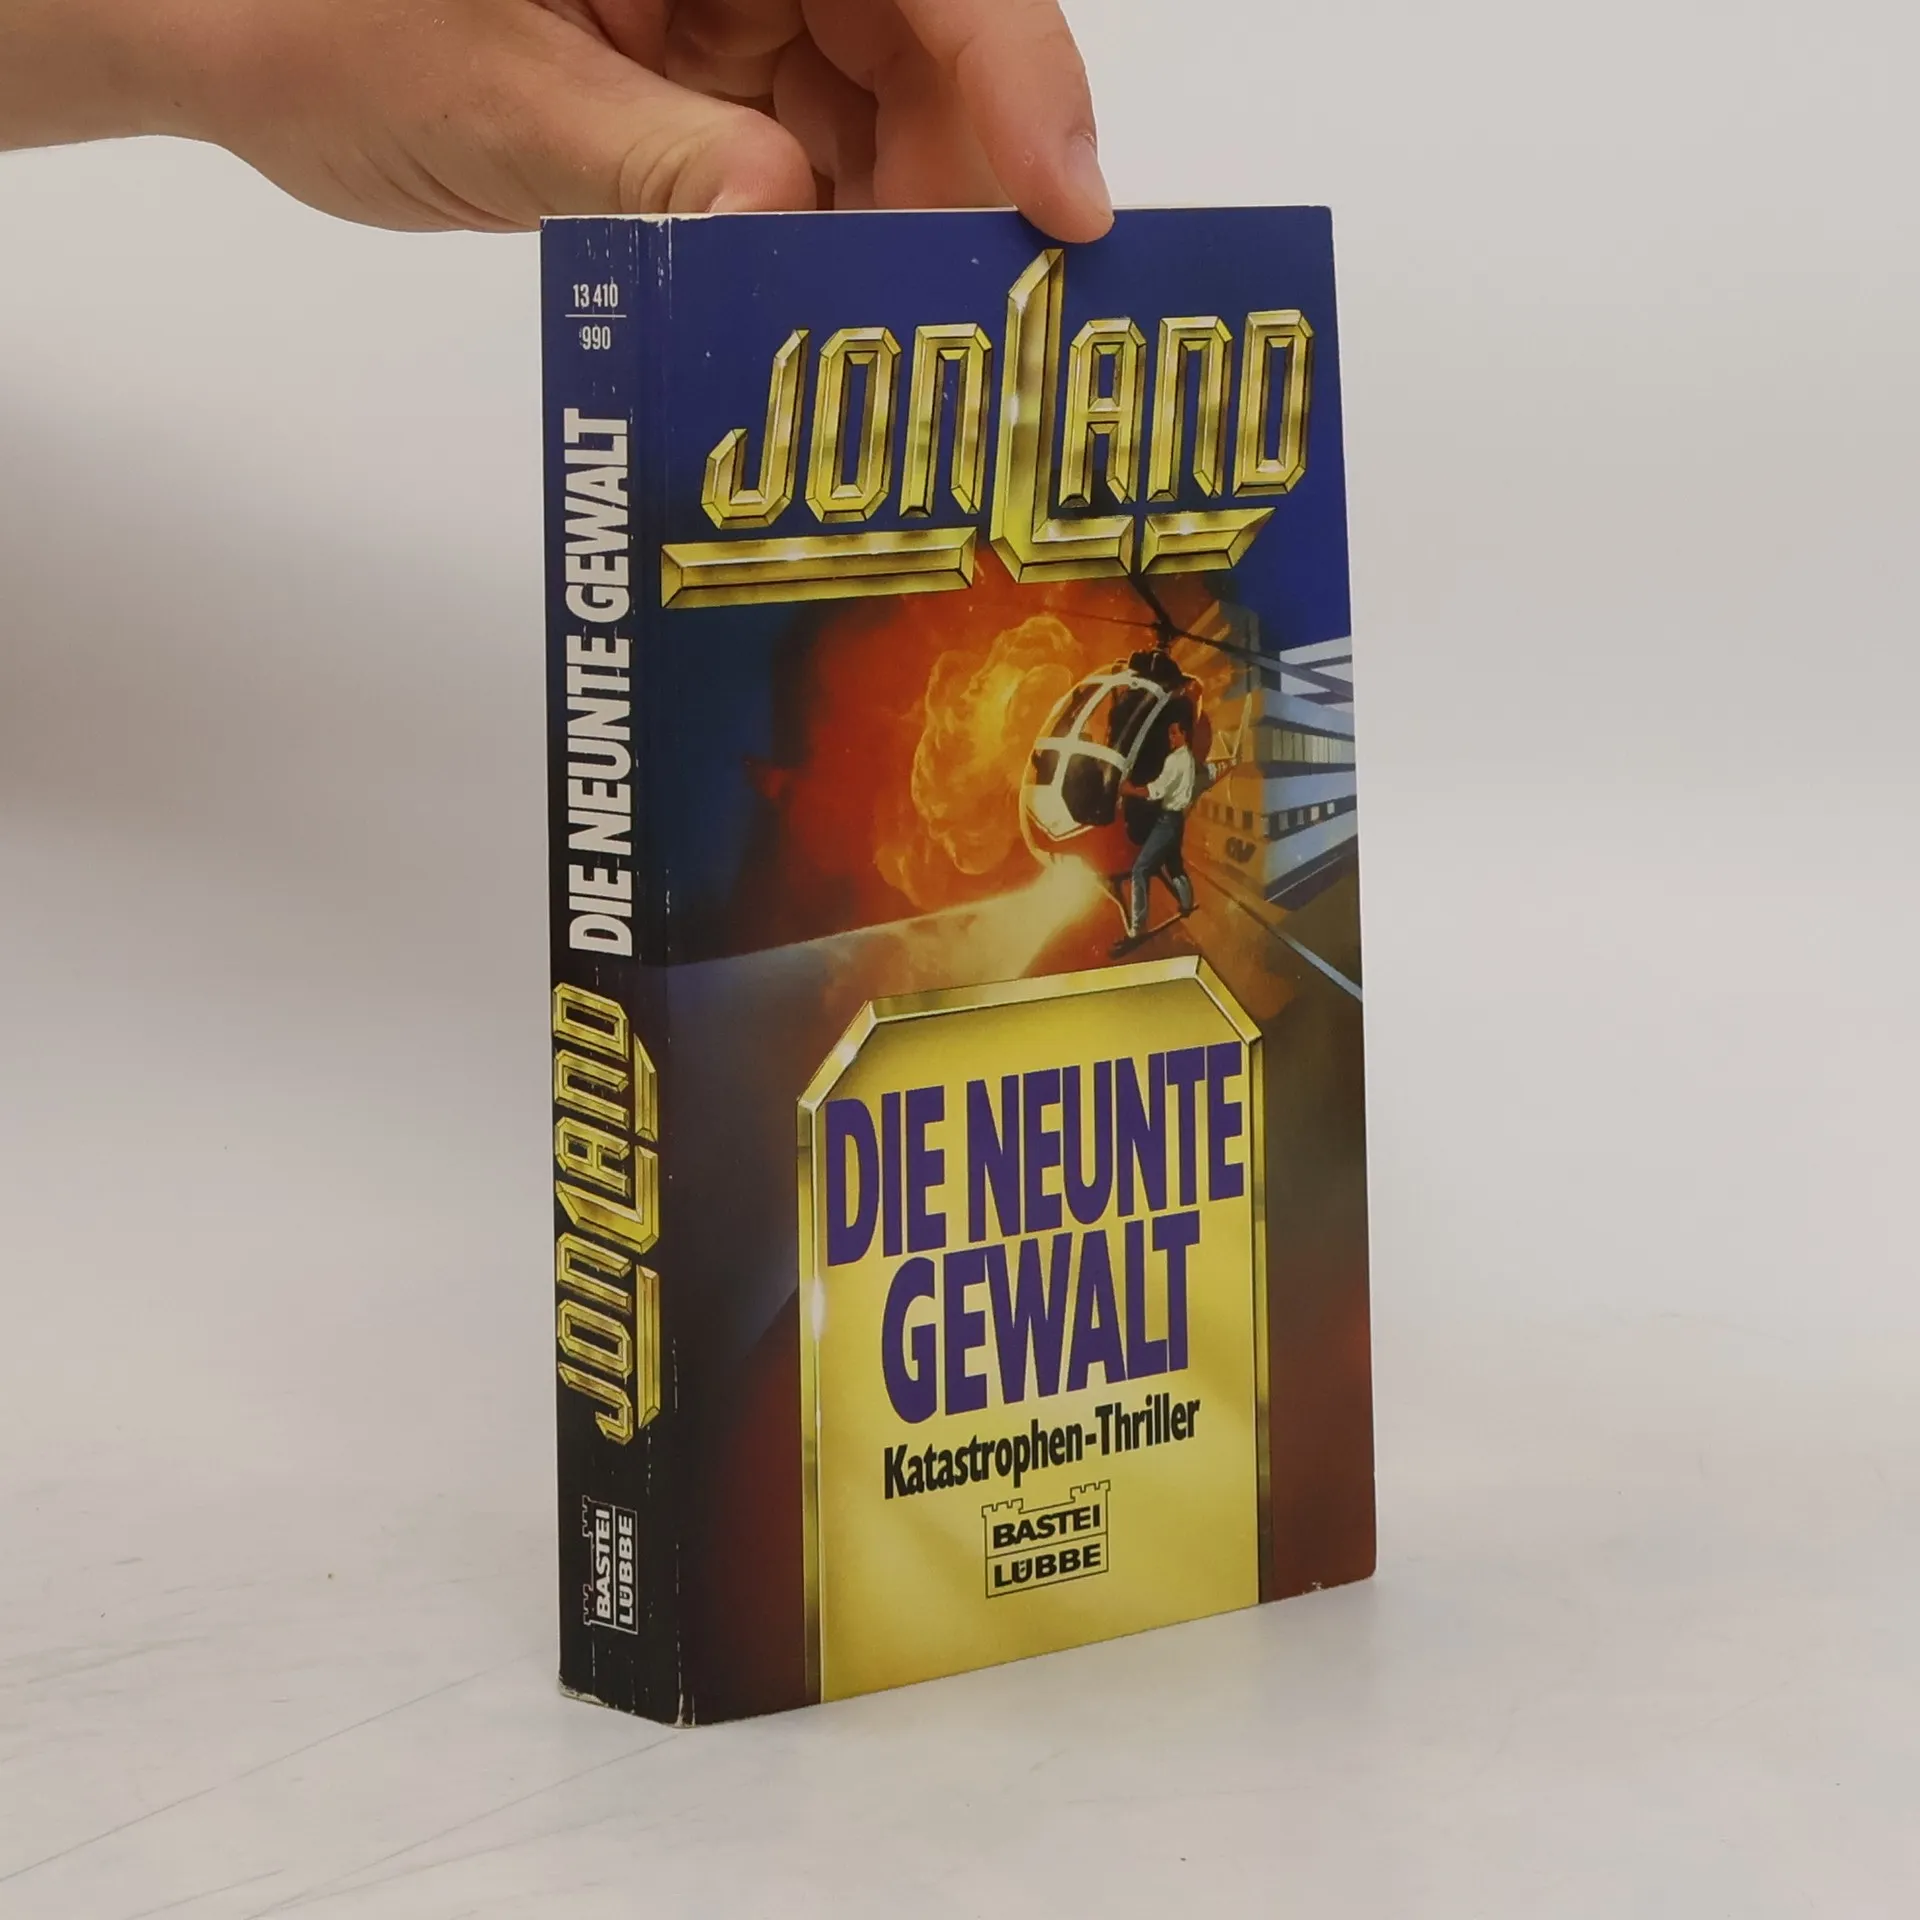 13 410
990
DIE NEUNTE GEWALT
JON LAND
BASTEI
LÜBBE
JON LAND
DIE NEUNTE
GEWALT
Katastrophen-Thriller
BASTEI
LÜBBE